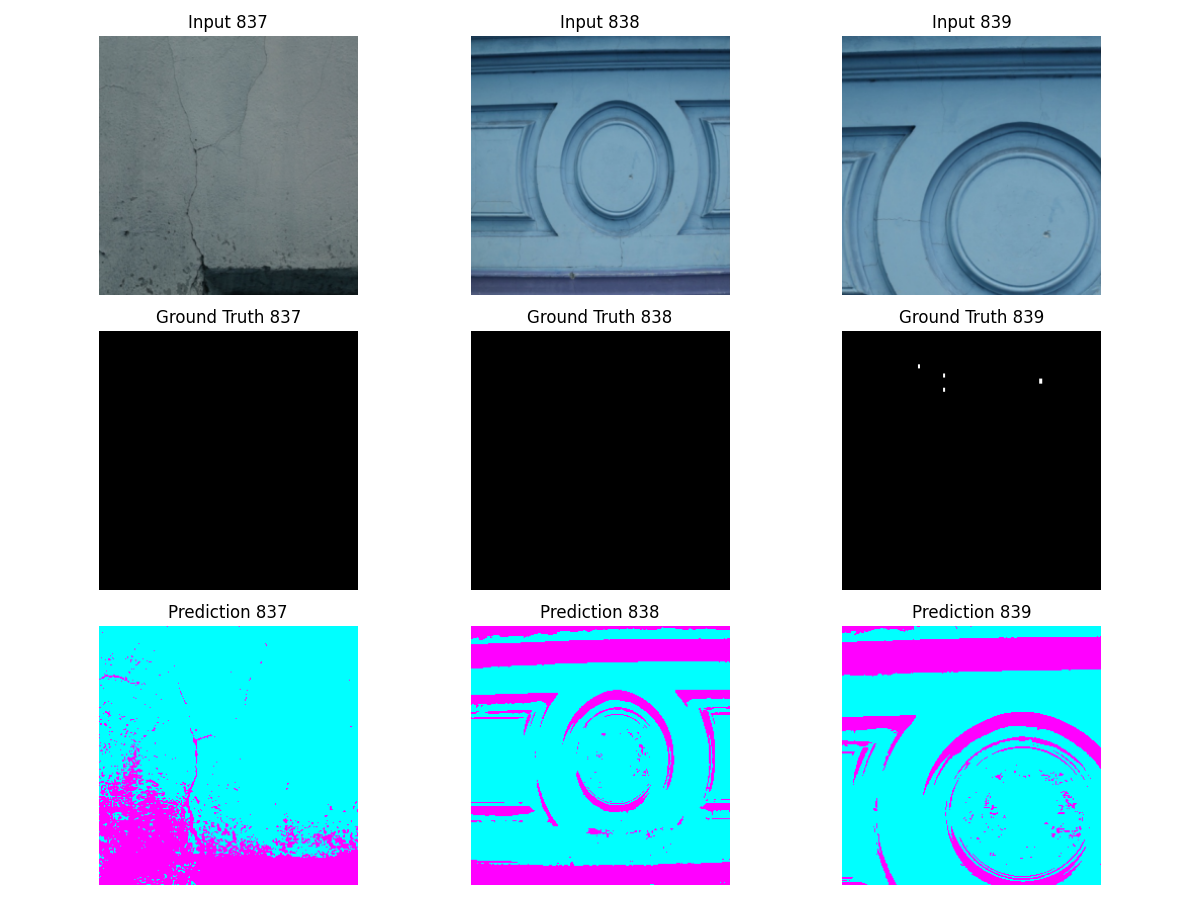 Input 837
Input 838
Input 839
Ground Truth 837
Ground Truth 838
Ground Truth 839
Prediction 837
Prediction 838
Prediction 839